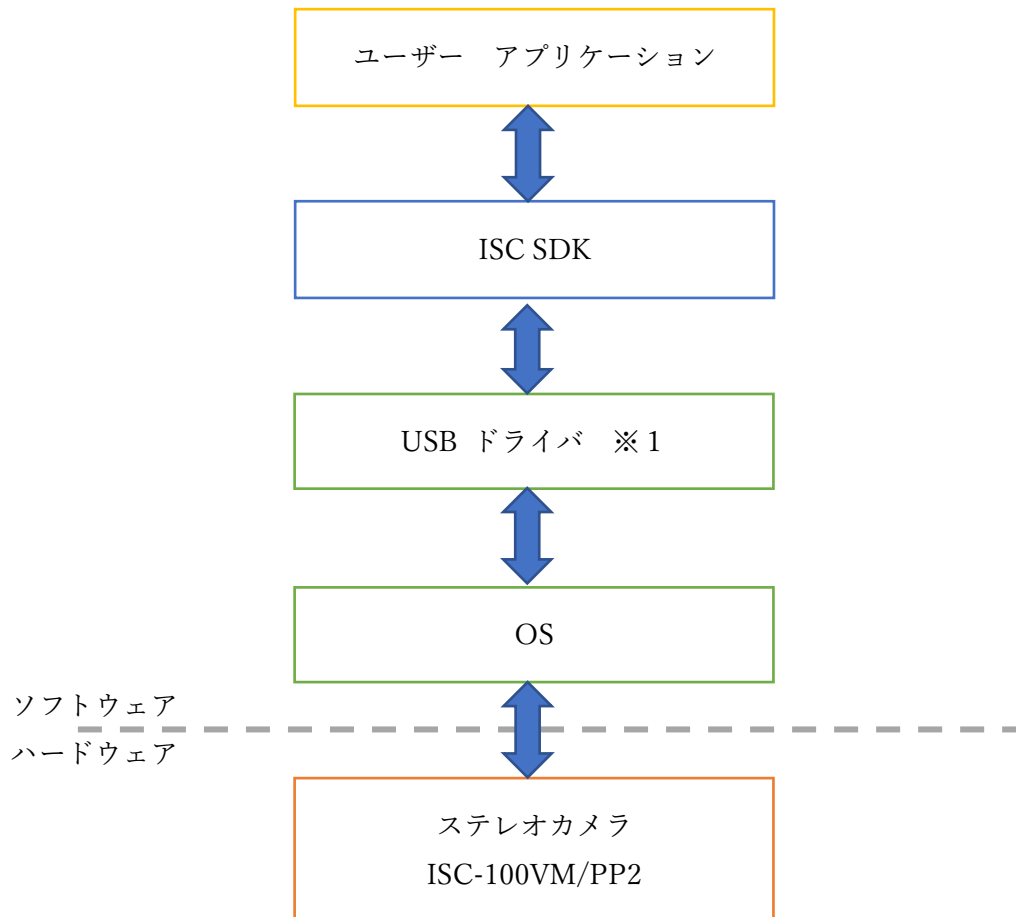 ユーザー　アプリケーション
ISC SDK
USB ドライバ　※１
OS
ソフトウェア
ハードウェア
ステレオカメラ
ISC-100VM/PP2